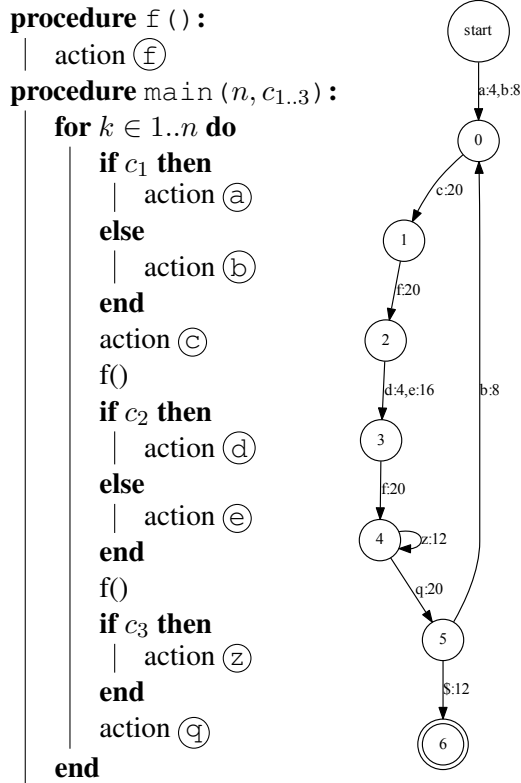 procedure f():
action f
procedure main(n, c₁..₃):
for k ∈ 1..n do
if c₁ then
action a
else
action b
end
action c
f()
if c₂ then
action d
else
action e
end
f()
if c₃ then
action z
end
action q
end
start
a:4,b:8
0
c:20
1
f:20
2
d:4,e:16
b:8
3
f:20
4
z:12
q:20
5
$:12
6